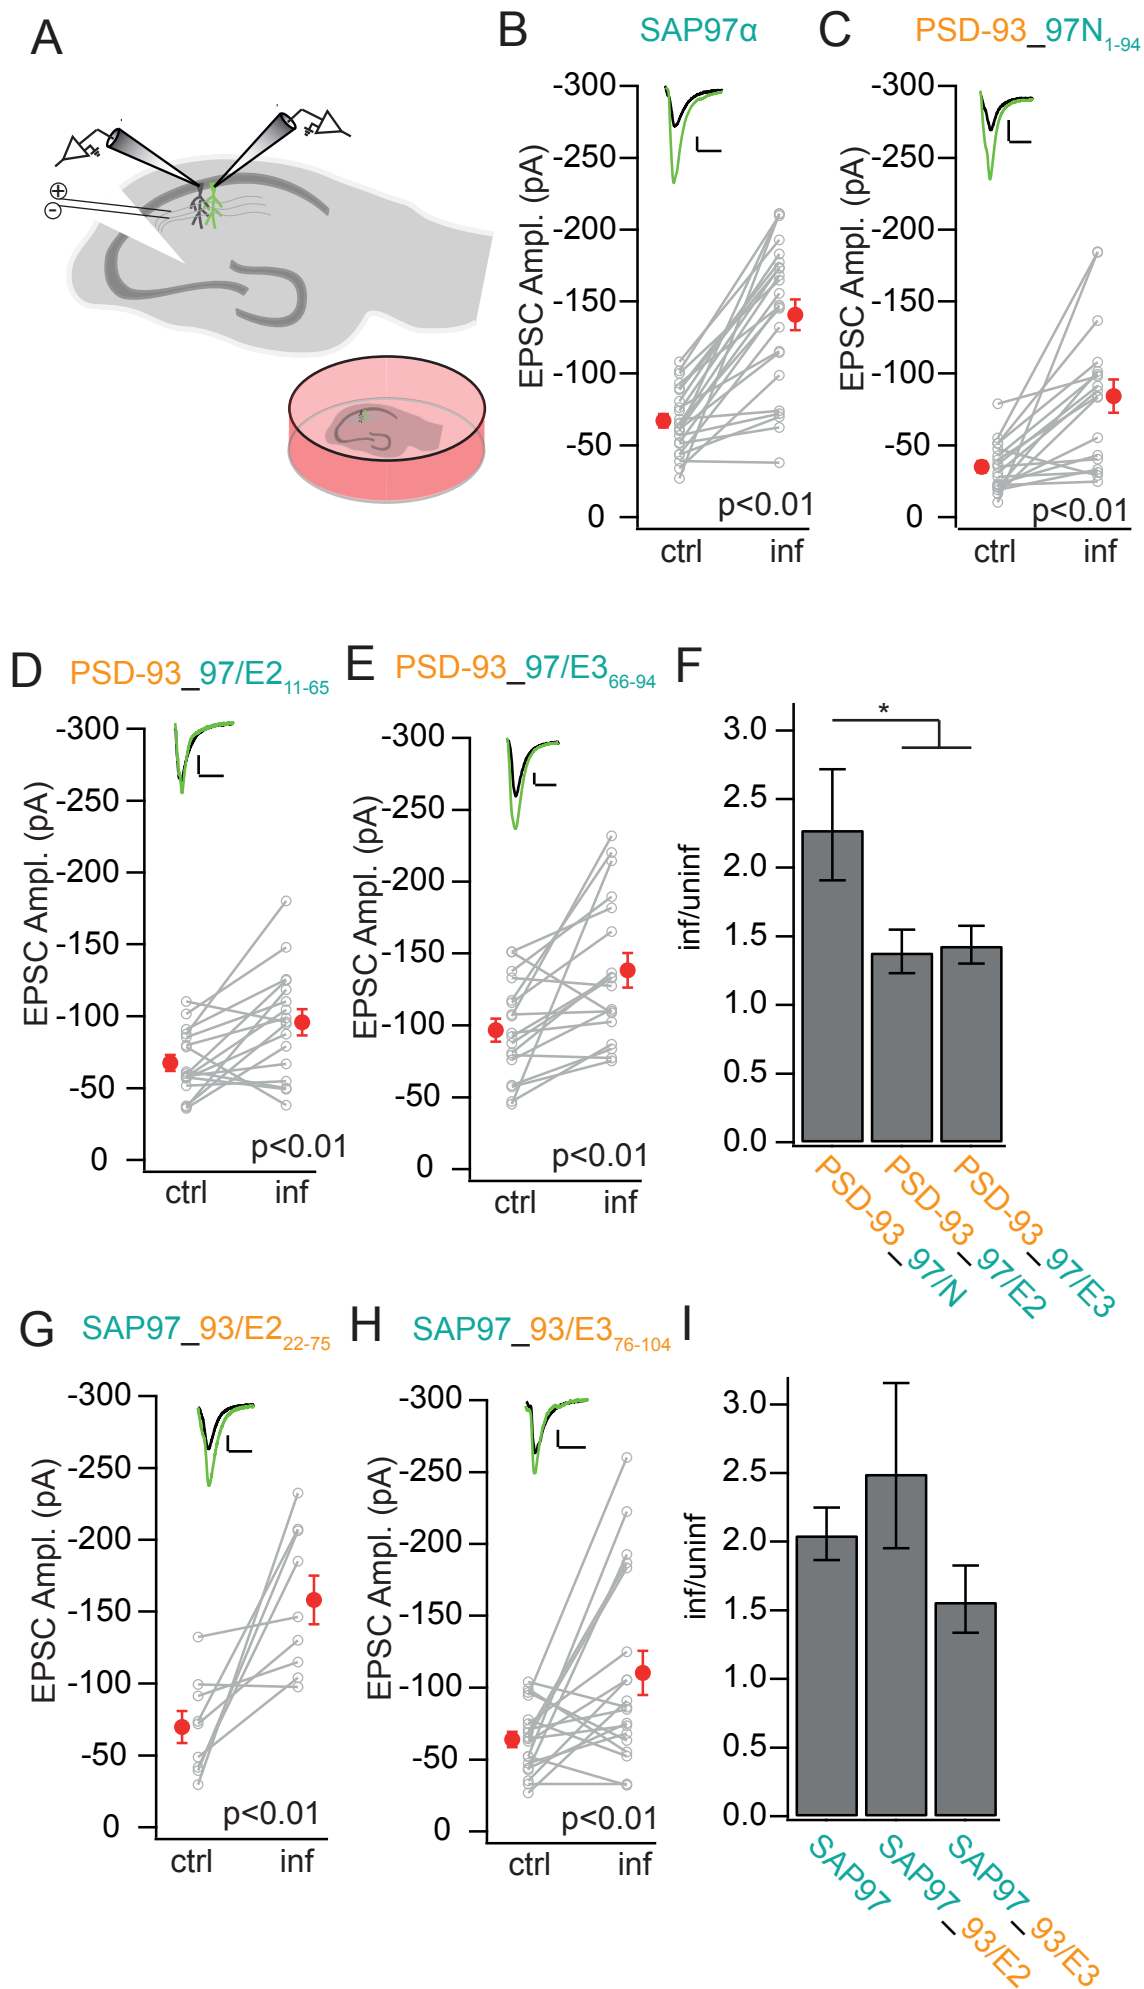 A
B
SAP97α
-300
-250
-200
-150
-100
-50
0
EPSC Ampl. (pA)
p<0.01
ctrl inf
C
PSD-93_97N1-94
-300
-250
-200
-150
-100
-50
0
EPSC Ampl. (pA)
p<0.01
ctrl inf
D
PSD-93_97/E211-65
-300
-250
-200
-150
-100
-50
0
EPSC Ampl. (pA)
p<0.01
ctrl inf
E
PSD-93_97/E366-94
-300
-250
-200
-150
-100
-50
0
EPSC Ampl. (pA)
p<0.01
ctrl inf
F
3.0
2.5
2.0
1.5
1.0
0.5
0.0
inf/uninf
*
PSD-93_97/N
PSD-93_97/E2
PSD-93_97/E3
G
SAP97_93/E222-75
-300
-250
-200
-150
-100
-50
0
EPSC Ampl. (pA)
p<0.01
ctrl inf
H
SAP97_93/E376-104
-300
-250
-200
-150
-100
-50
0
EPSC Ampl. (pA)
p<0.01
ctrl inf
I
3.0
2.5
2.0
1.5
1.0
0.5
0.0
inf/uninf
SAP97
SAP97_93/E2
SAP97_93/E3